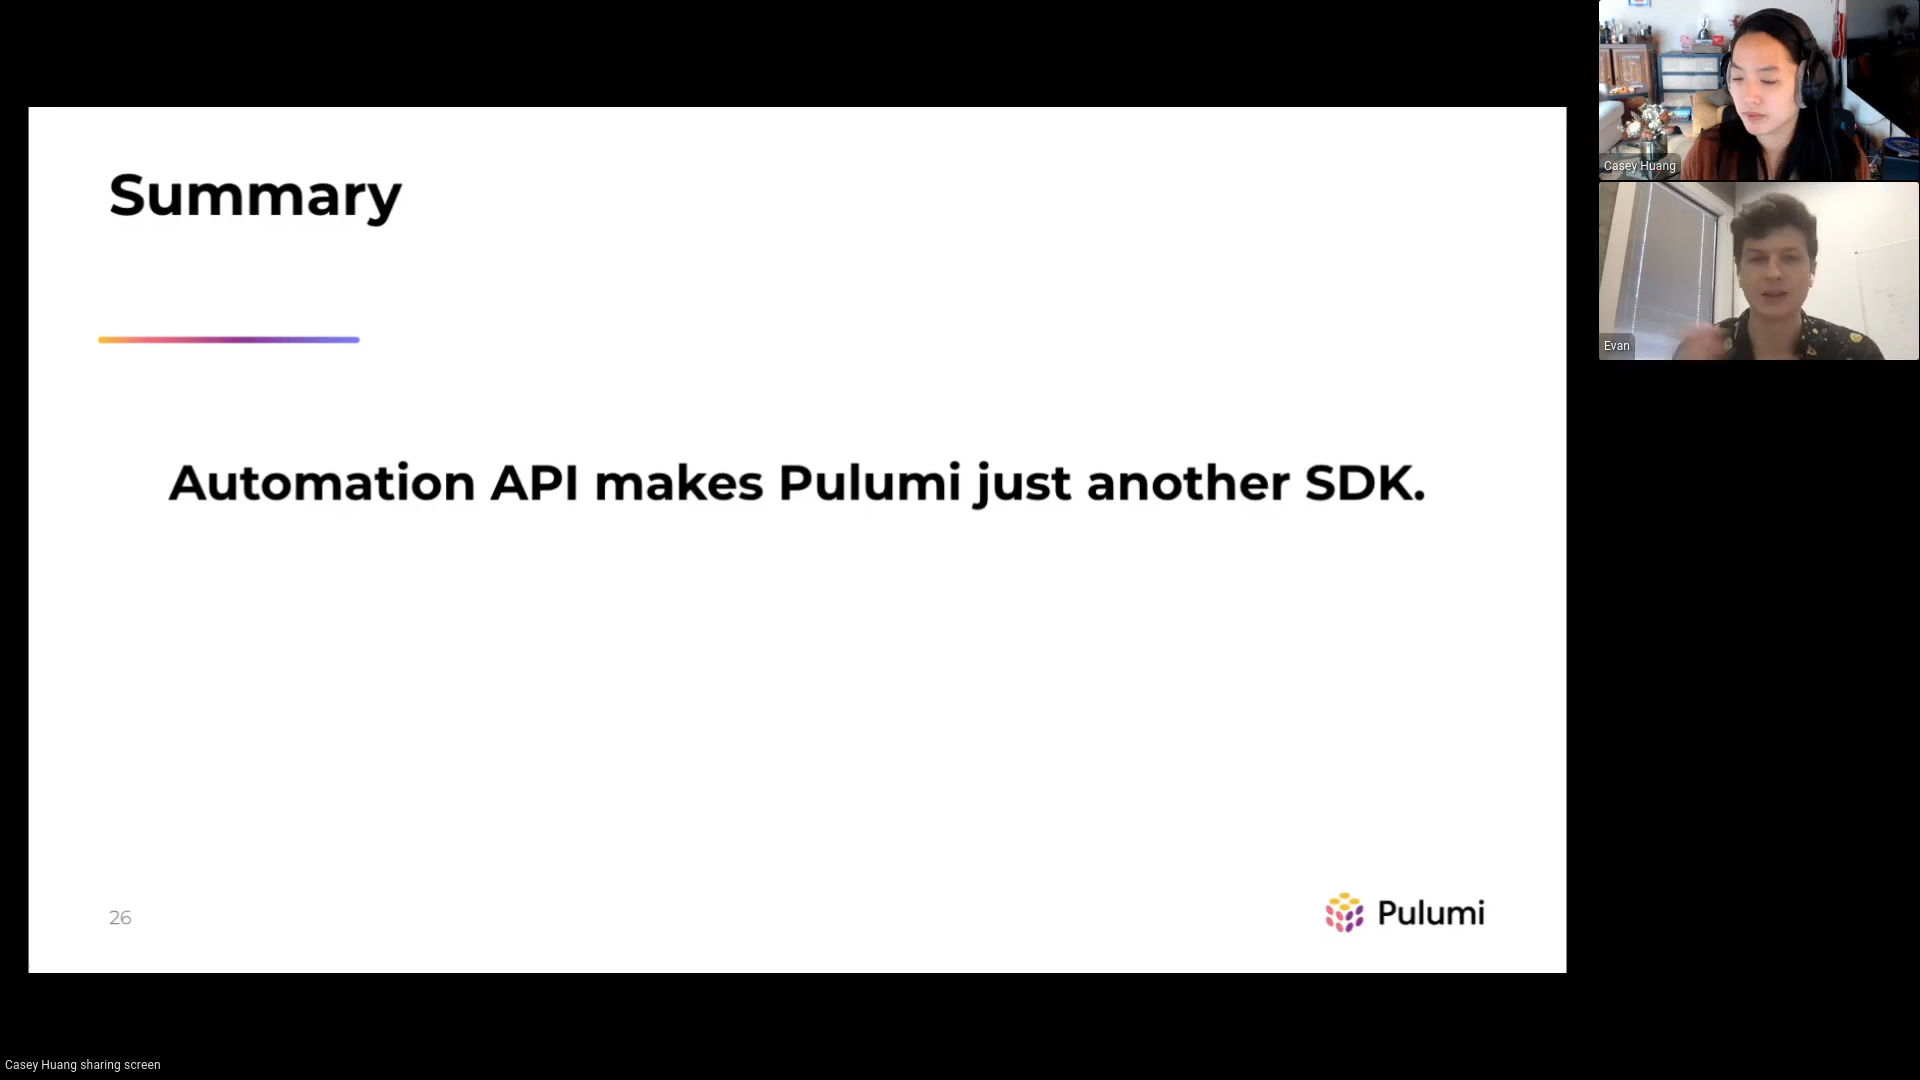 Summary
Automation API makes Pulumi just another SDK.
26
Pulumi
Casey Huang
Evan
Casey Huang sharing screen